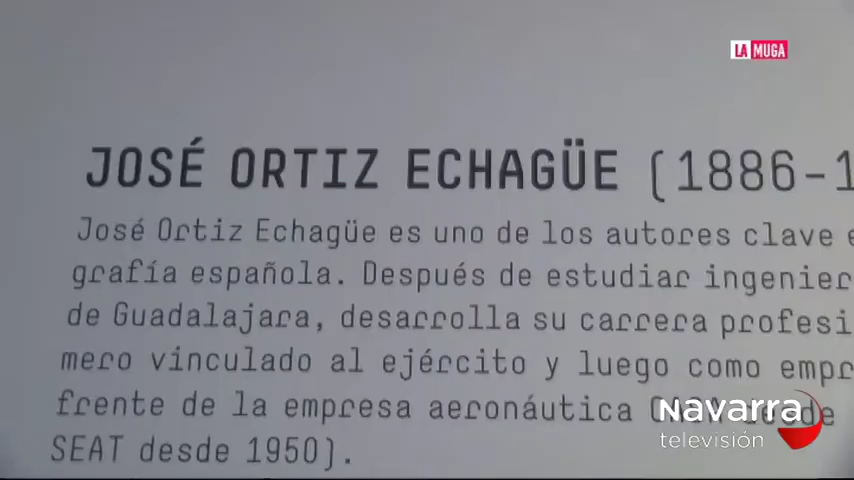 LA MUGA
JOSÉ ORTIZ ECHAGÜE (1886-1
José Ortiz Echagüe es uno de los autores clave e
grafía española. Después de estudiar ingenier
de Guadalajara, desarrolla su carrera profesi
mero vinculado al ejército y luego como empr
frente de la empresa aeronáutica desde
SEAT desde 1950).
Navarra
televisión